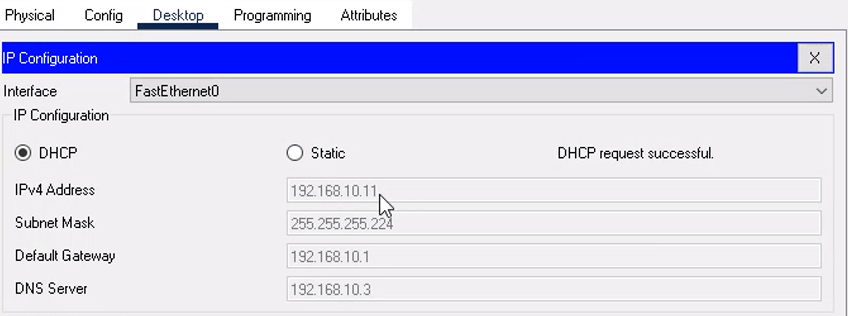 Physical Config Desktop Programming Attributes
IP Configuration X
Interface FastEthernet0
IP Configuration
DHCP Static DHCP request successful.
IPv4 Address 192.168.10.11
Subnet Mask 255.255.255.224
Default Gateway 192.168.10.1
DNS Server 192.168.10.3